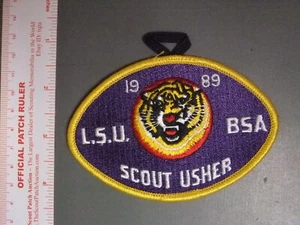 19 89
L.S.U. BSA
SCOUT USHER
OFFICIAL PATCH RULER